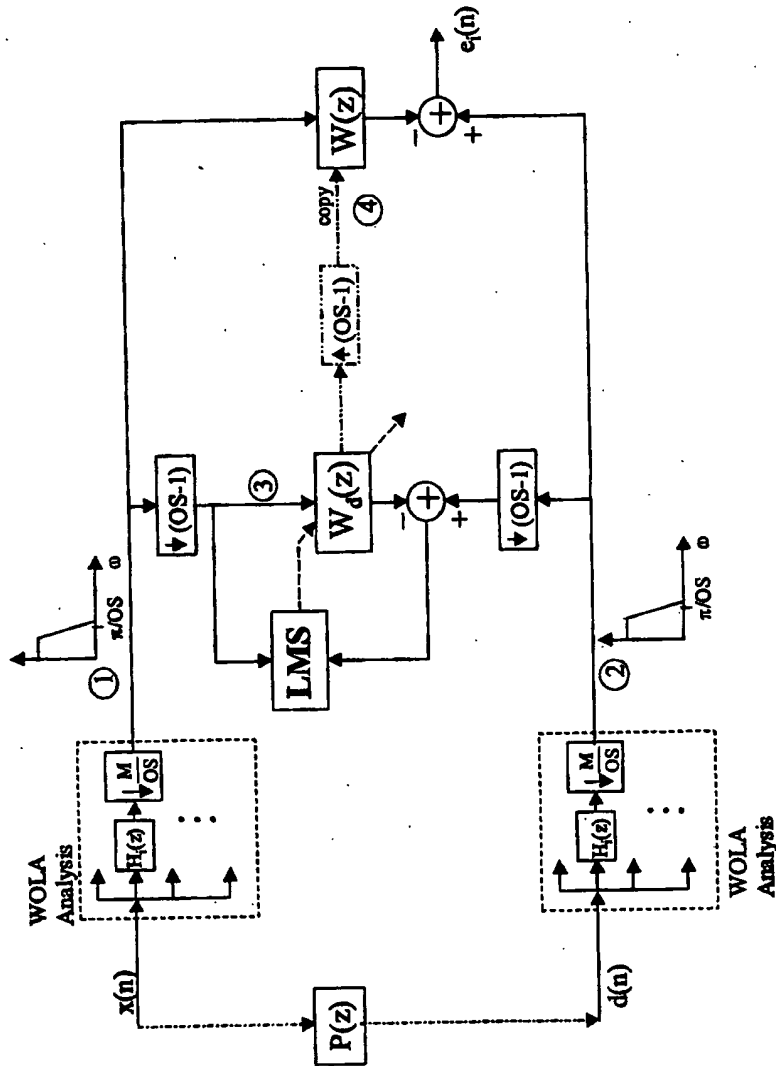 WOLA
Analysis
x(n)
H_i(z)
↓ M/OS
. . .
①
π/OS
ω
↓(OS-1)
③
LMS
W_d(z)
−
+
+
↓(OS-1)
↑(OS-1)
copy
④
W(z)
−
+
+
e_i(n)
P(z)
d(n)
H_i(z)
↓ M/OS
. . .
WOLA
Analysis
②
π/OS
ω